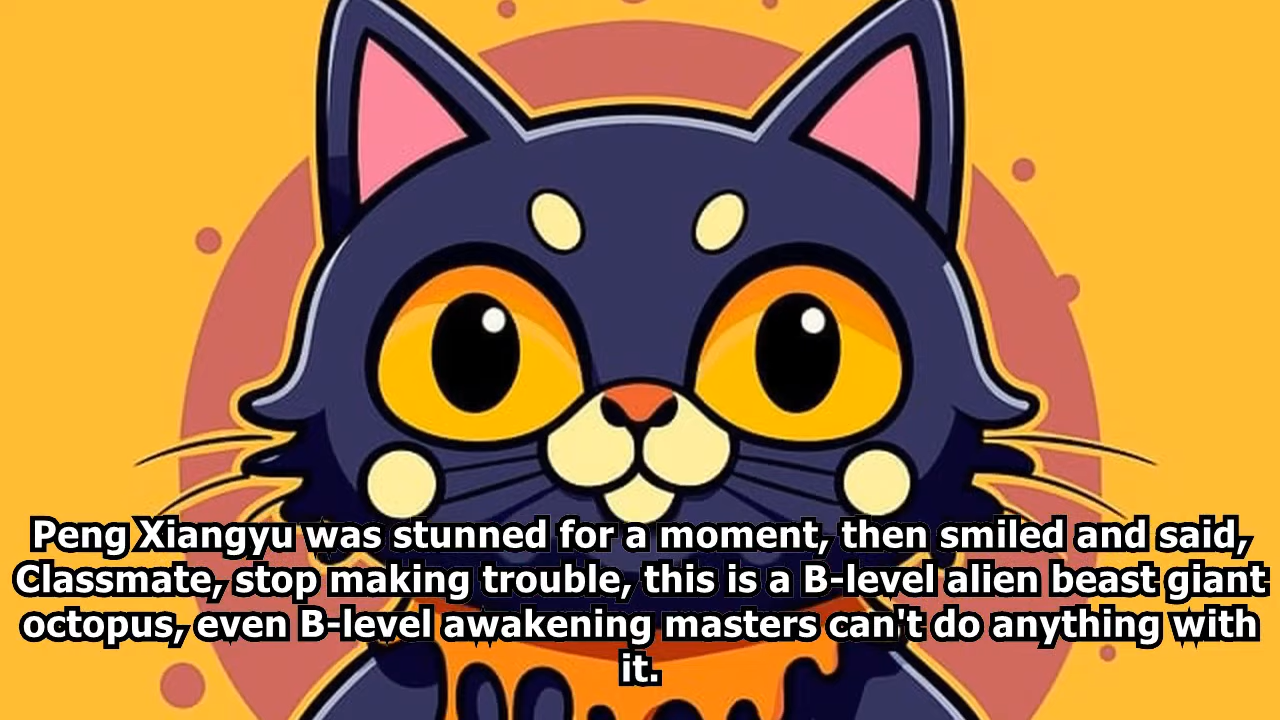 Peng Xiangyu was stunned for a moment, then smiled and said,
Classmate, stop making trouble, this is a B-level alien beast giant
octopus, even B-level awakening masters can't do anything with
it.